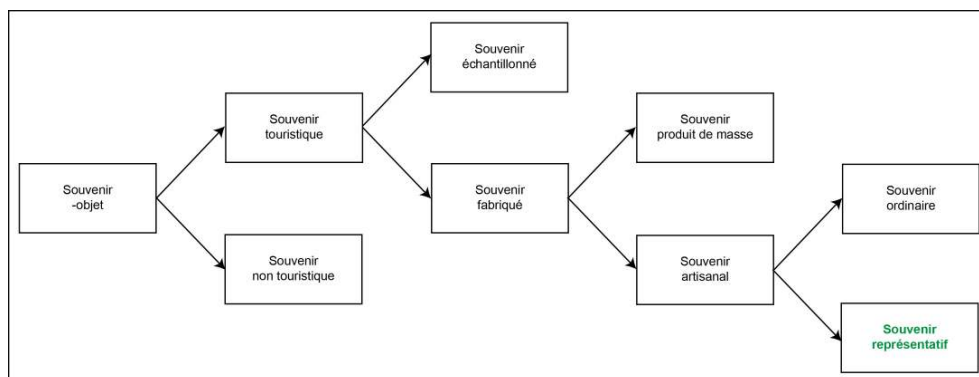 Souvenir
-objet
Souvenir
touristique
Souvenir
non touristique
Souvenir
échantillonné
Souvenir
fabriqué
Souvenir
produit de masse
Souvenir
artisanal
Souvenir
ordinaire
Souvenir
représentatif